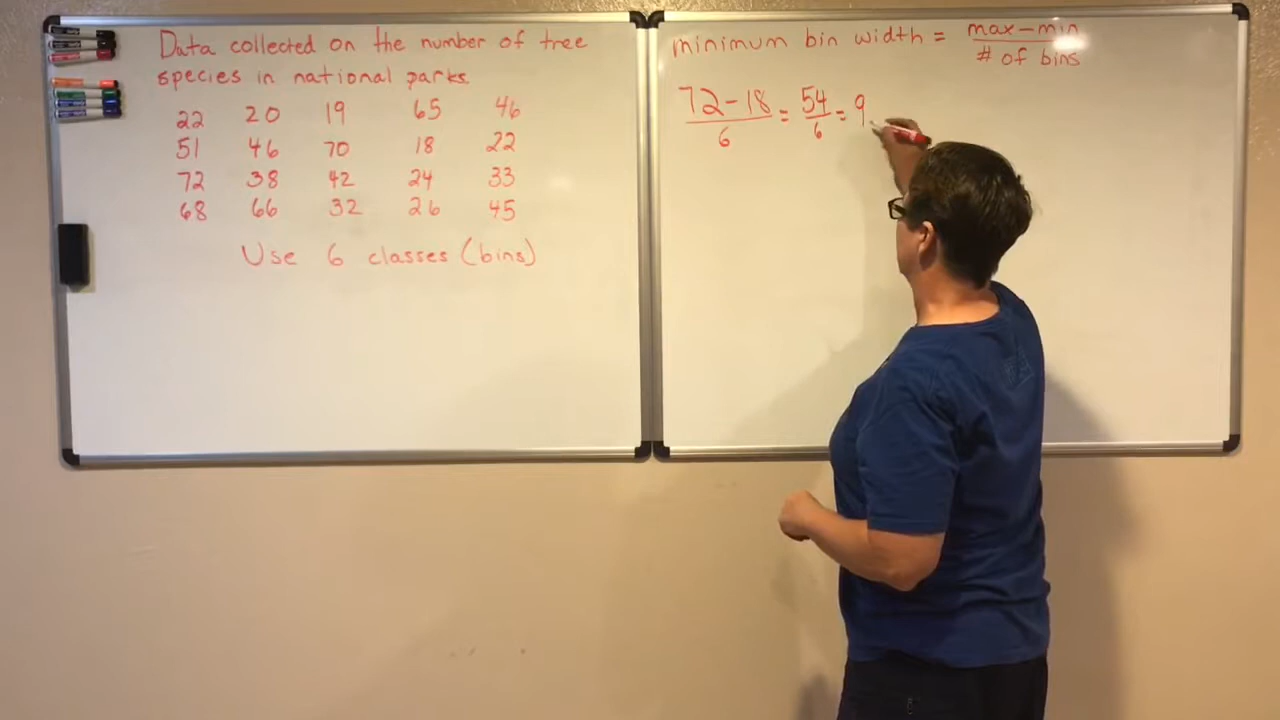 Data collected on the number of tree
species in national parks.
22 20 19 65 46
51 46 70 18 22
72 38 42 24 33
68 66 32 26 45
Use 6 classes (bins)
minimum bin width = max-min / # of bins
72-18 / 6 = 54 / 6 = 9